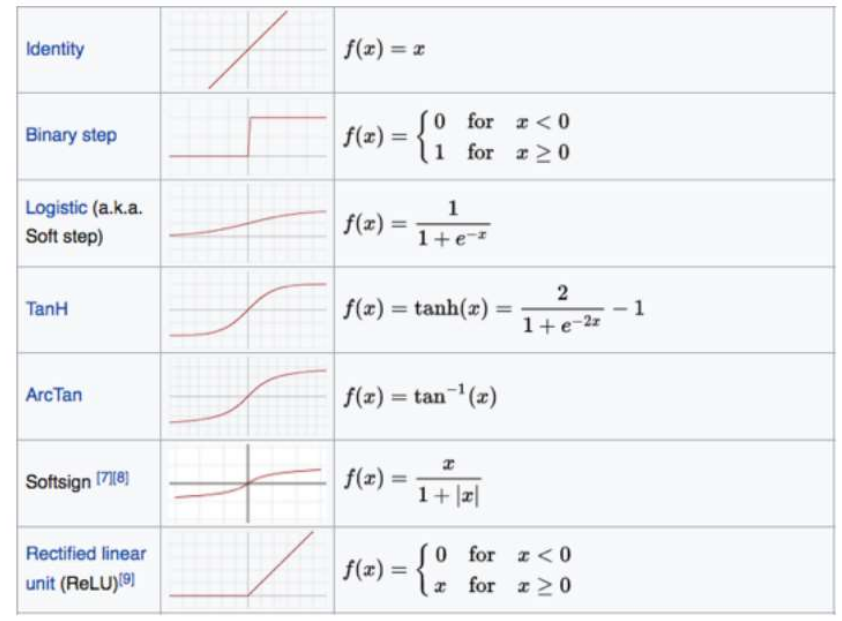 Identity f(x) = x
Binary step f(x) = { 0 for x < 0
1 for x ≥ 0
Logistic (a.k.a.
Soft step) f(x) = 1 / (1 + e^{-x})
TanH f(x) = tanh(x) = 2 / (1 + e^{-2x}) − 1
ArcTan f(x) = tan^{-1}(x)
Softsign [7][8] f(x) = x / (1 + |x|)
Rectified linear
unit (ReLU)[9] f(x) = { 0 for x < 0
x for x ≥ 0